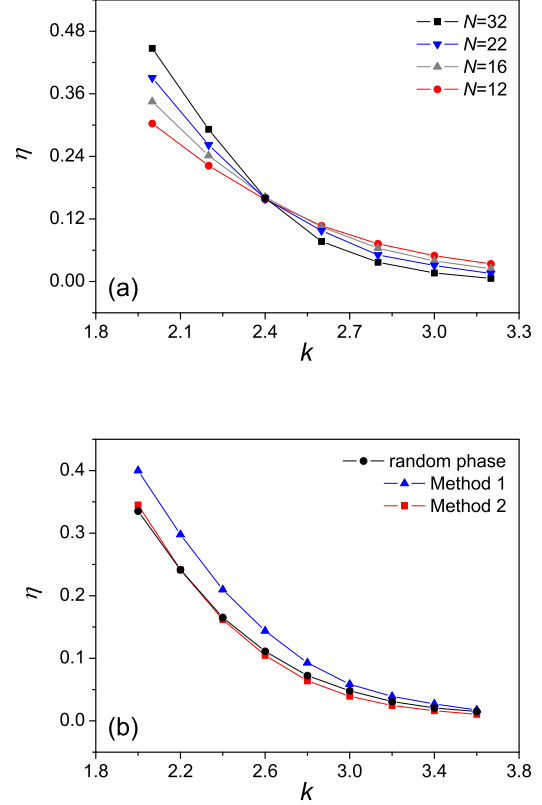 0.48
0.36
0.24
0.12
0.00
η
N=32
N=22
N=16
N=12
(a)
1.8 2.1 2.4 2.7 3.0 3.3
k
0.4
0.3
0.2
0.1
0.0
η
random phase
Method 1
Method 2
(b)
1.8 2.2 2.6 3.0 3.4 3.8
k